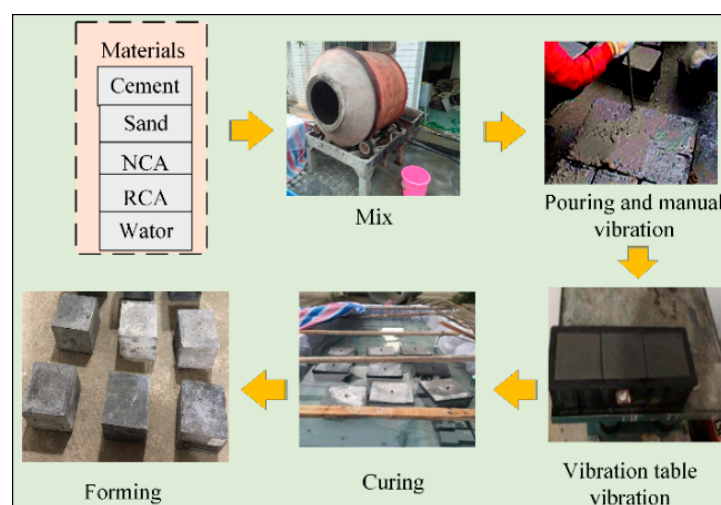 Materials
Cement
Sand
NCA
RCA
Wator
Mix
Pouring and manual
vibration
Vibration table
vibration
Curing
Forming